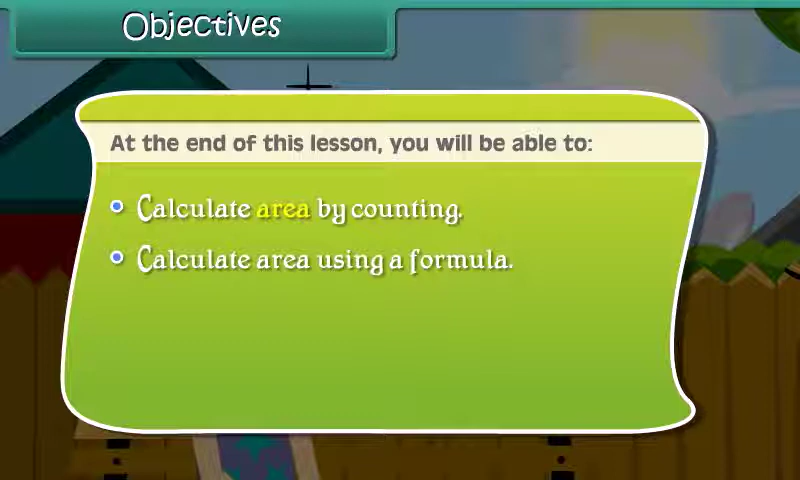 Objectives
At the end of this lesson, you will be able to:
Calculate area by counting.
Calculate area using a formula.